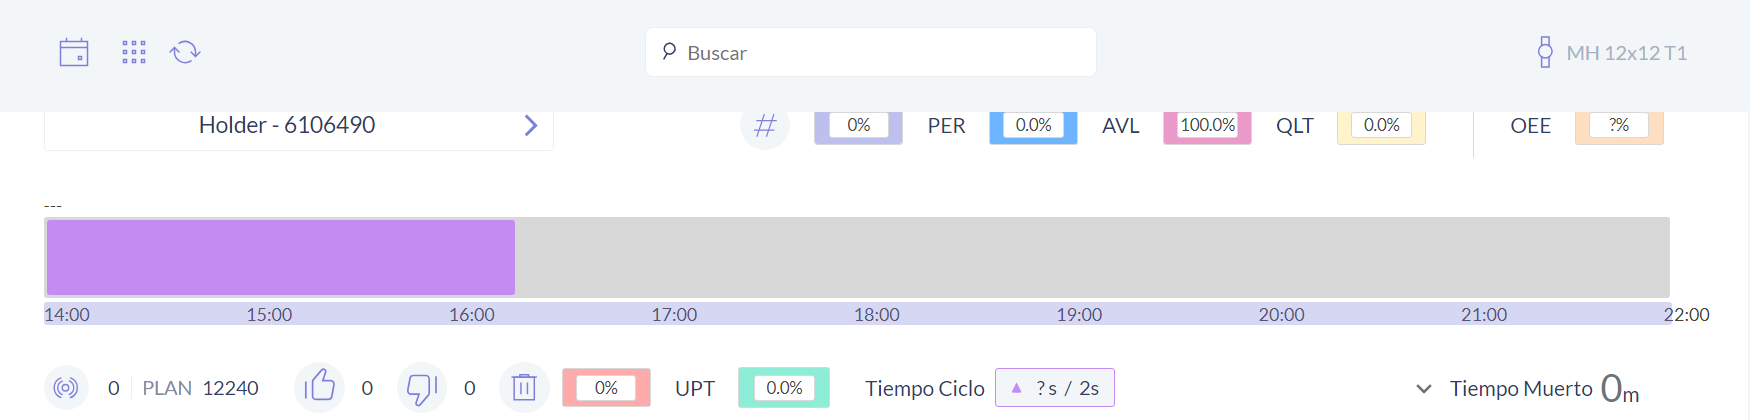 Buscar
MH 12x12 T1
Holder - 6106490
# 0% PER 0.0% AVL 100.0% QLT 0.0% OEE ?%
---
14:00 15:00 16:00 17:00 18:00 19:00 20:00 21:00 22:00
0 PLAN 12240 0 0 0% UPT 0.0% Tiempo Ciclo ? s / 2s Tiempo Muerto 0m